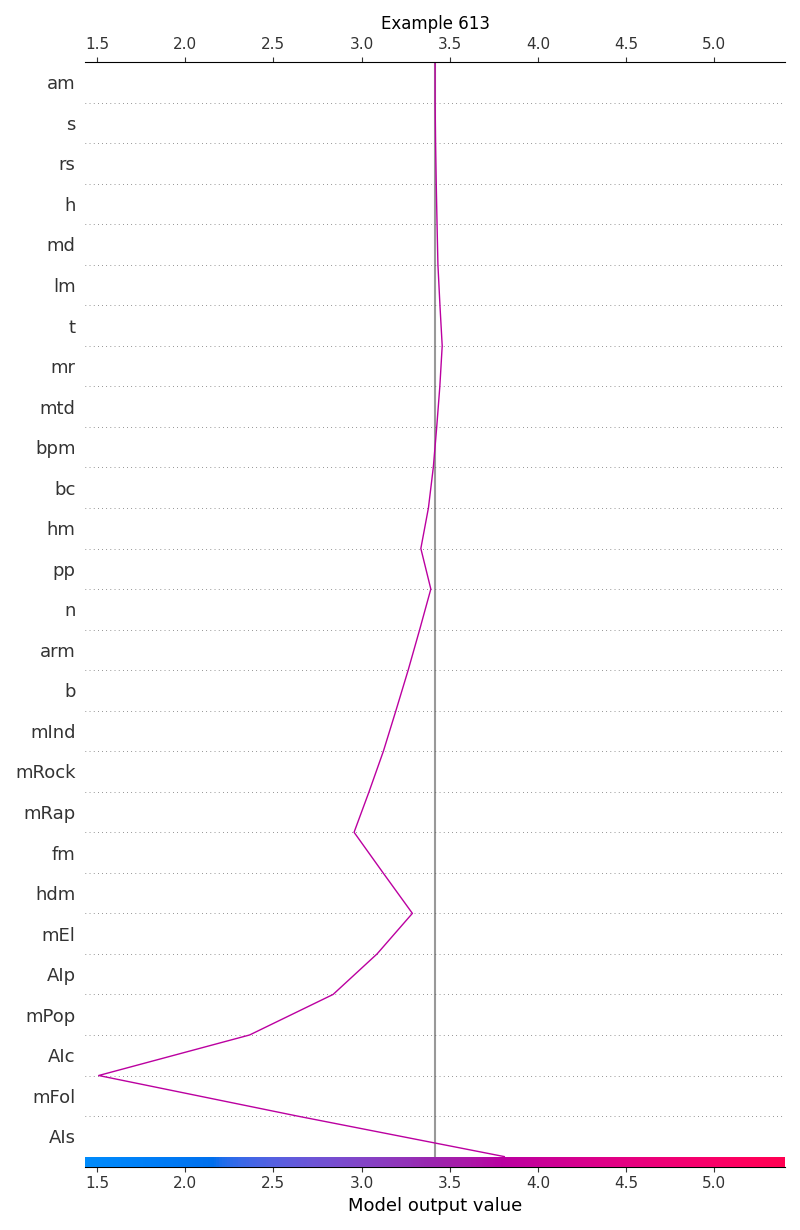 Example 613
1.5 2.0 2.5 3.0 3.5 4.0 4.5 5.0
am
s
rs
h
md
lm
t
mr
mtd
bpm
bc
hm
pp
n
arm
b
mInd
mRock
mRap
fm
hdm
mEl
AIp
mPop
AIc
mFol
AIs
1.5 2.0 2.5 3.0 3.5 4.0 4.5 5.0
Model output value